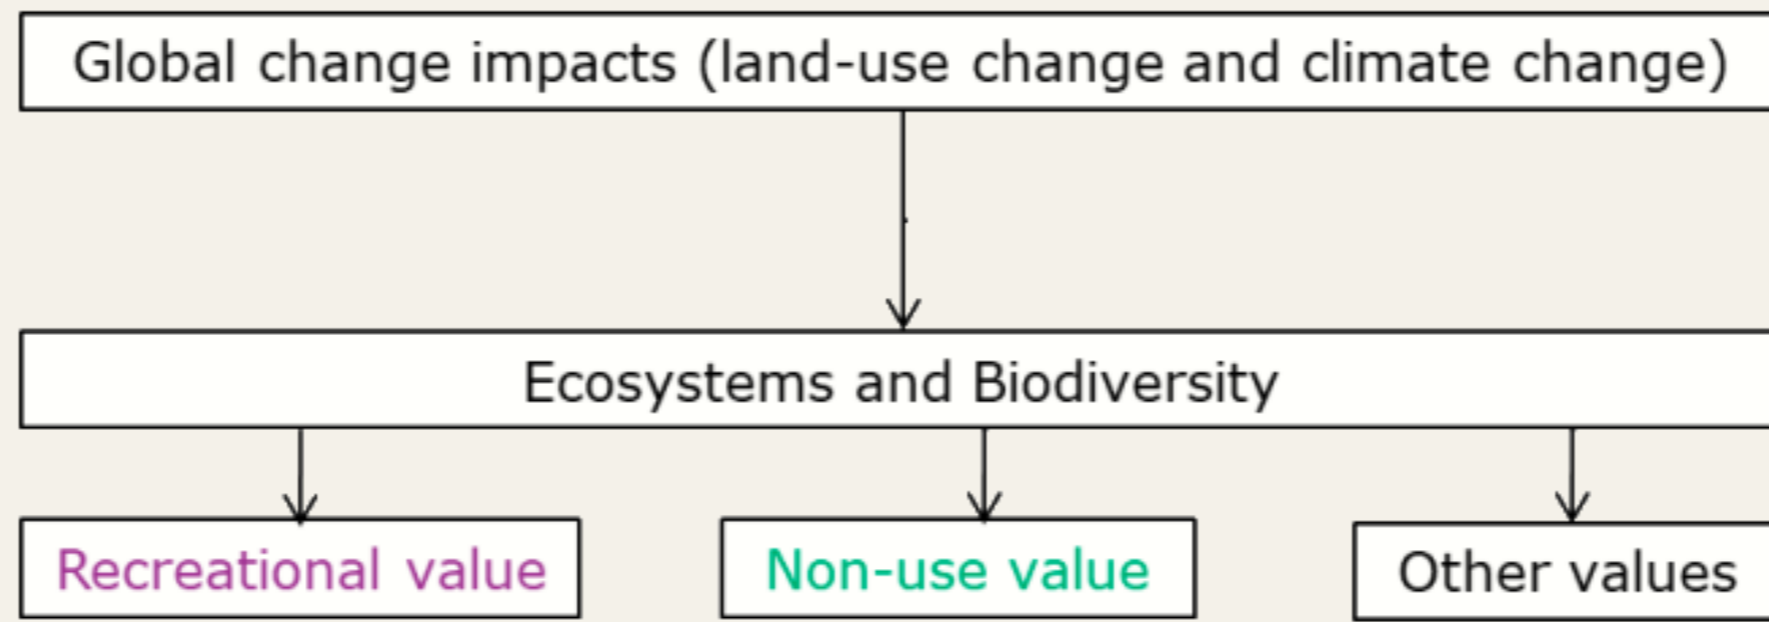 Global change impacts (land-use change and climate change)
Ecosystems and Biodiversity
Recreational value
Non-use value
Other values